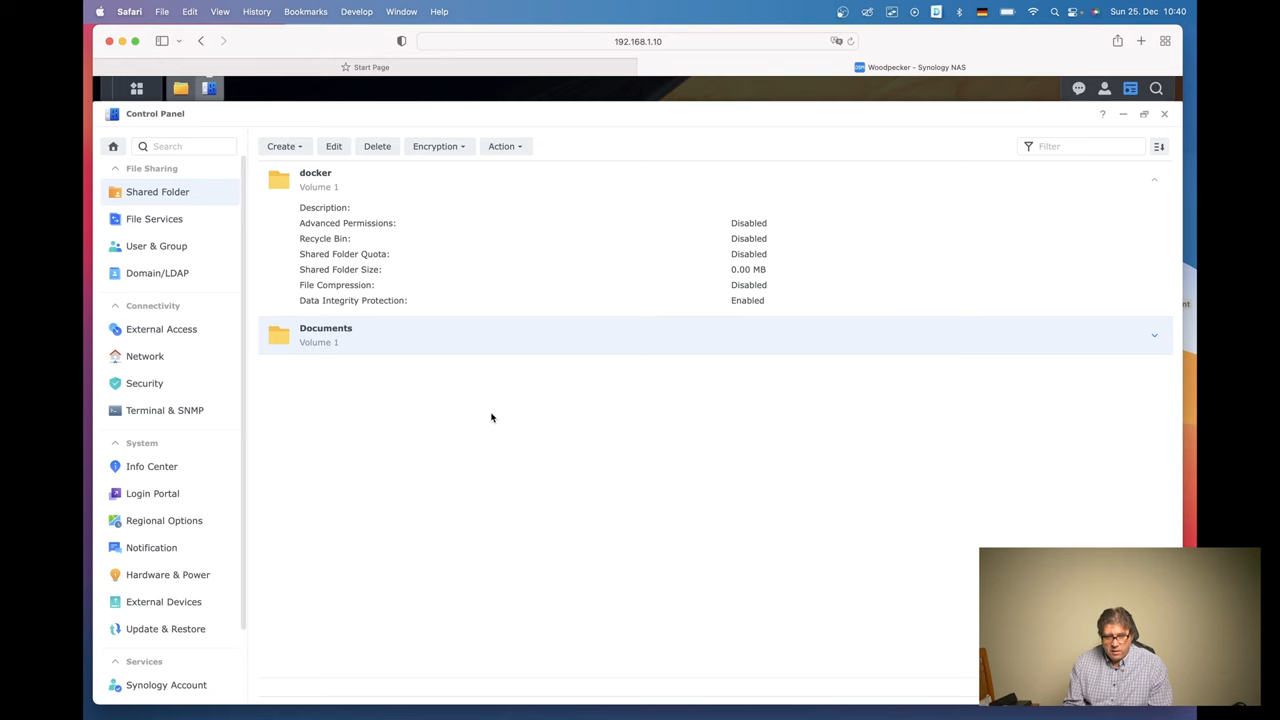 Safari File Edit View History Bookmarks Develop Window Help Sun 25. Dec 10:40
192.168.1.10
Start Page
DSM Woodpecker - Synology NAS
Control Panel
?
Search
Create Edit Delete Encryption Action
Filter
File Sharing
Shared Folder
File Services
User & Group
Domain/LDAP
Connectivity
External Access
Network
Security
Terminal & SNMP
System
Info Center
Login Portal
Regional Options
Notification
Hardware & Power
External Devices
Update & Restore
Services
Synology Account
docker
Volume 1
Description:
Advanced Permissions: Disabled
Recycle Bin: Disabled
Shared Folder Quota: Disabled
Shared Folder Size: 0.00 MB
File Compression: Disabled
Data Integrity Protection: Enabled
Documents
Volume 1